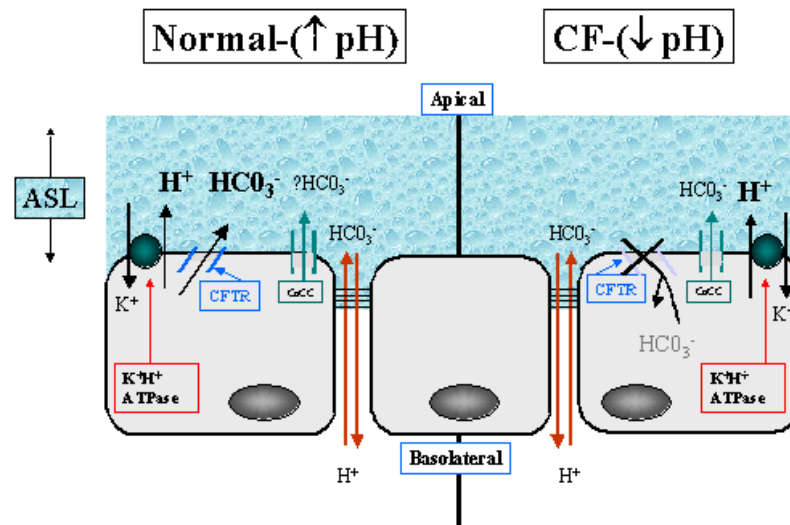 Normal-(↑ pH)
CF-(↓ pH)
Apical
ASL
H⁺
HC0₃⁻
?HC0₃⁻
HC0₃⁻
HC0₃⁻
HC0₃⁻
H⁺
K⁺
CFTR
CaCC
CFTR
CaCC
K⁺
HC0₃⁻
K⁺H⁺
ATPase
K⁺H⁺
ATPase
Basolateral
H⁺
H⁺